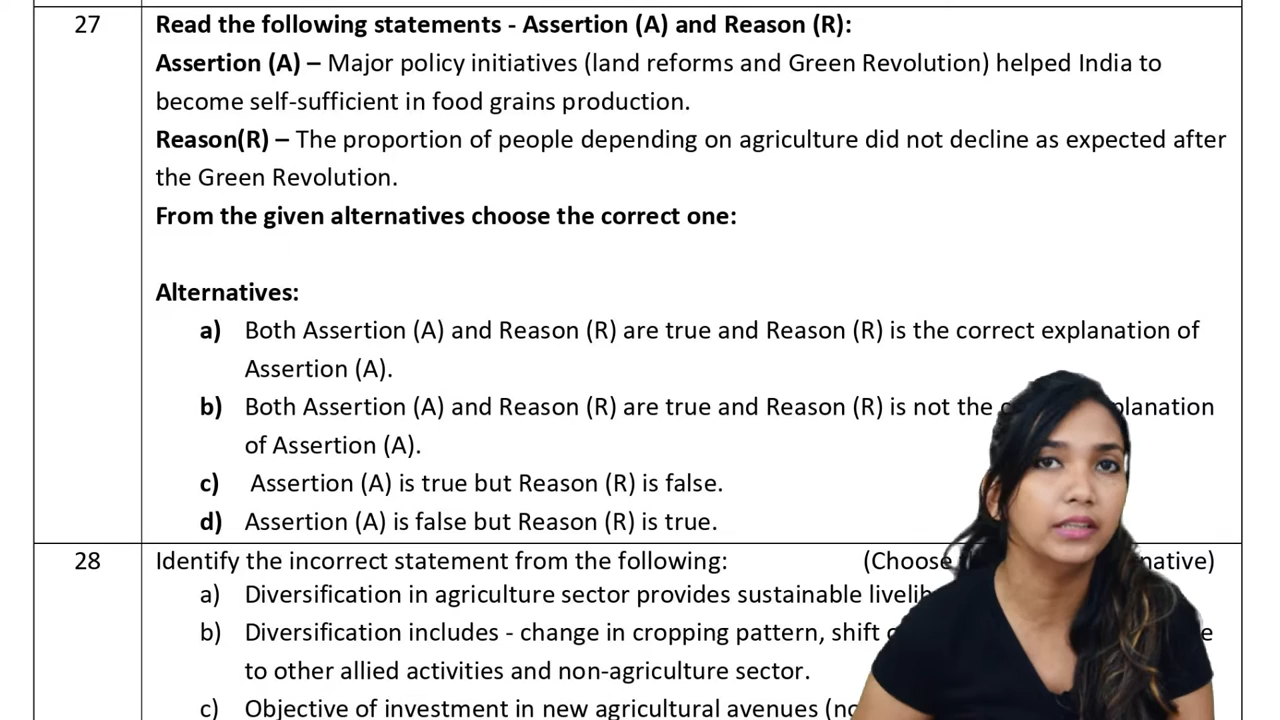 27
Read the following statements - Assertion (A) and Reason (R):
Assertion (A) – Major policy initiatives (land reforms and Green Revolution) helped India to
become self-sufficient in food grains production.
Reason(R) – The proportion of people depending on agriculture did not decline as expected after
the Green Revolution.
From the given alternatives choose the correct one:
Alternatives:
a) Both Assertion (A) and Reason (R) are true and Reason (R) is the correct explanation of
Assertion (A).
b) Both Assertion (A) and Reason (R) are true and Reason (R) is not the
of Assertion (A).
c) Assertion (A) is true but Reason (R) is false.
d) Assertion (A) is false but Reason (R) is true.
28
Identify the incorrect statement from the following: (Choose
a) Diversification in agriculture sector provides sustainable
b) Diversification includes - change in cropping pattern, shift
to other allied activities and non-agriculture sector.
c) Objective of investment in new agricultural avenues